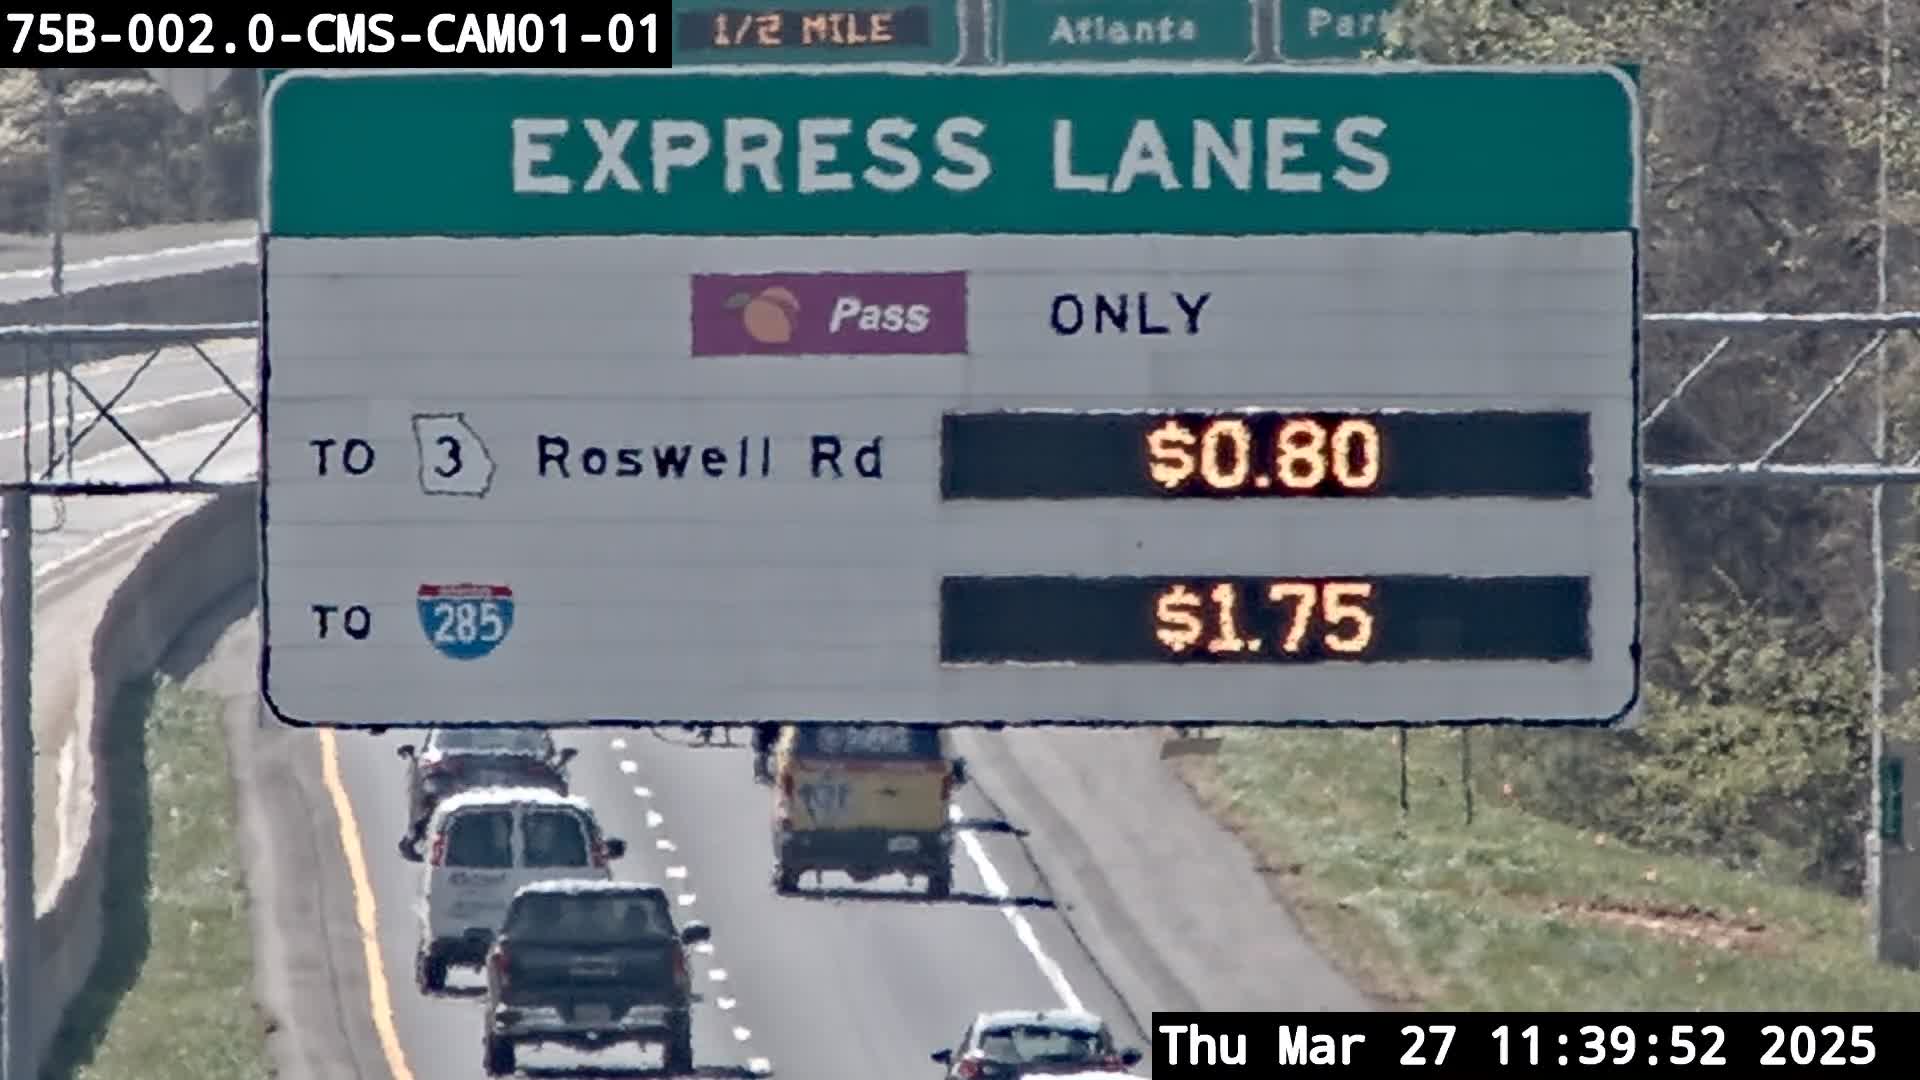 75B-002.0-CMS-CAM01-01
1/2 MILE
Atlanta
EXPRESS LANES
Pass ONLY
TO 3 Roswell Rd $0.80
TO 285 $1.75
Thu Mar 27 11:39:52 2025